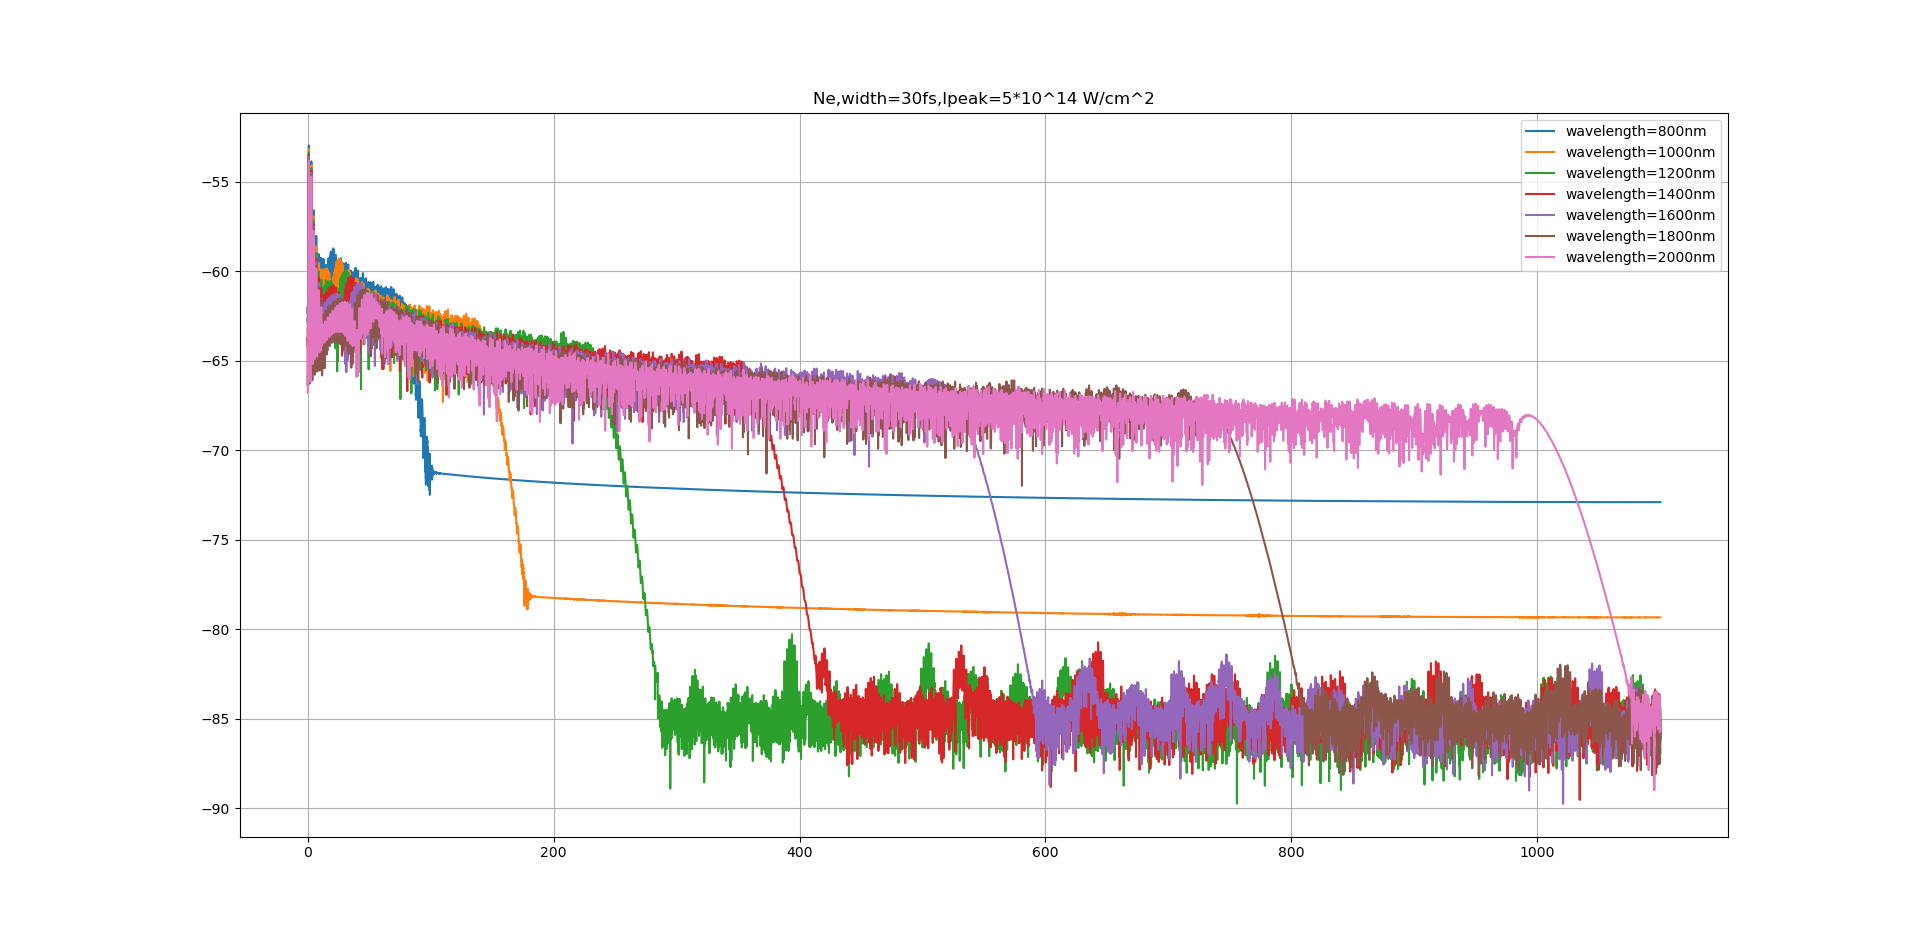 Ne,width=30fs,Ipeak=5*10^14 W/cm^2
wavelength=800nm
wavelength=1000nm
wavelength=1200nm
wavelength=1400nm
wavelength=1600nm
wavelength=1800nm
wavelength=2000nm
−55
−60
−65
−70
−75
−80
−85
−90
0
200
400
600
800
1000